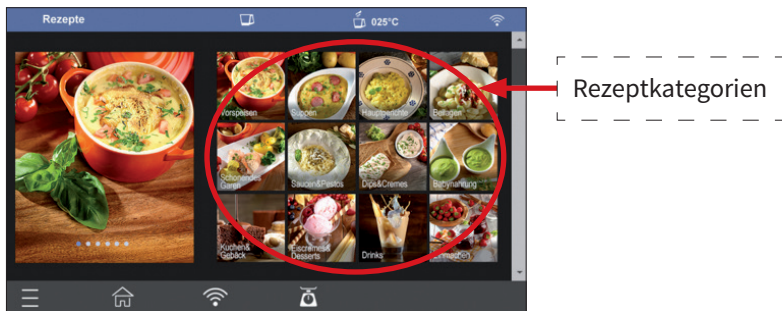 Rezepte 025°C
Vorspeisen Suppen Hauptgerichte Beilagen
Rezeptkategorien
Schonendes
Garen Saucen&Pestos Dips&Cremes Babynahrung
Kuchen&
Gebäck Eiscremes&
Desserts Drinks Einmachen